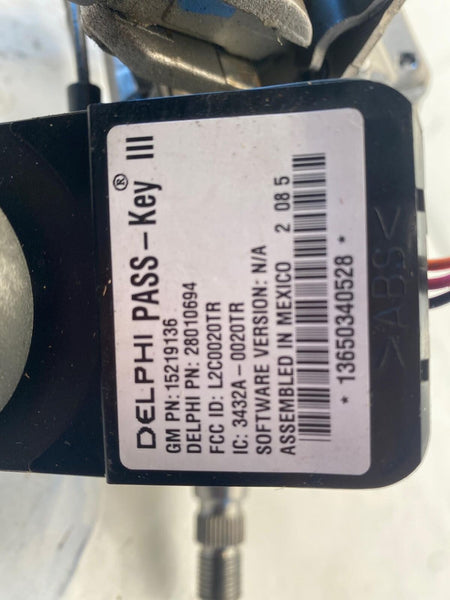 DELPHI PASS-Key® III
GM PN: 15219136
DELPHI PN: 28010694
FCC ID: L2C0020TR
IC: 3432A-0020TR
SOFTWARE VERSION: N/A
ASSEMBLED IN MEXICO 2 08 5
* 13650340528 *
>ABS<